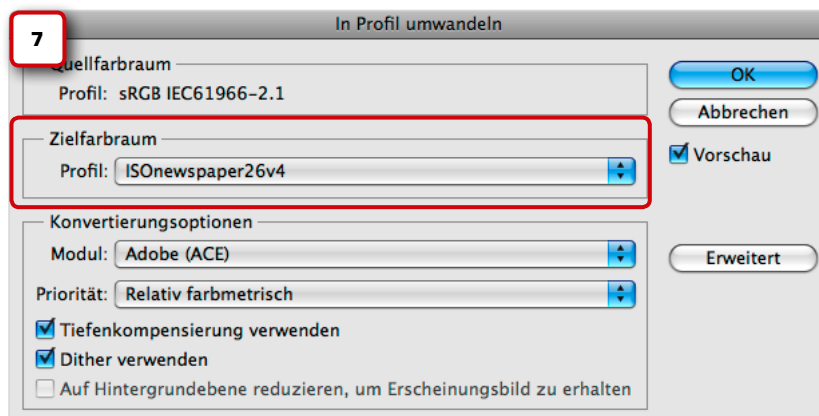 In Profil umwandeln
7
Quellfarbraum
Profil: sRGB IEC61966-2.1
Zielfarbraum
Profil: ISOnewspaper26v4
Konvertierungsoptionen
Modul: Adobe (ACE)
Priorität: Relativ farbmetrisch
Tiefenkompensierung verwenden
Dither verwenden
Auf Hintergrundebene reduzieren, um Erscheinungsbild zu erhalten
OK
Abbrechen
Vorschau
Erweitert